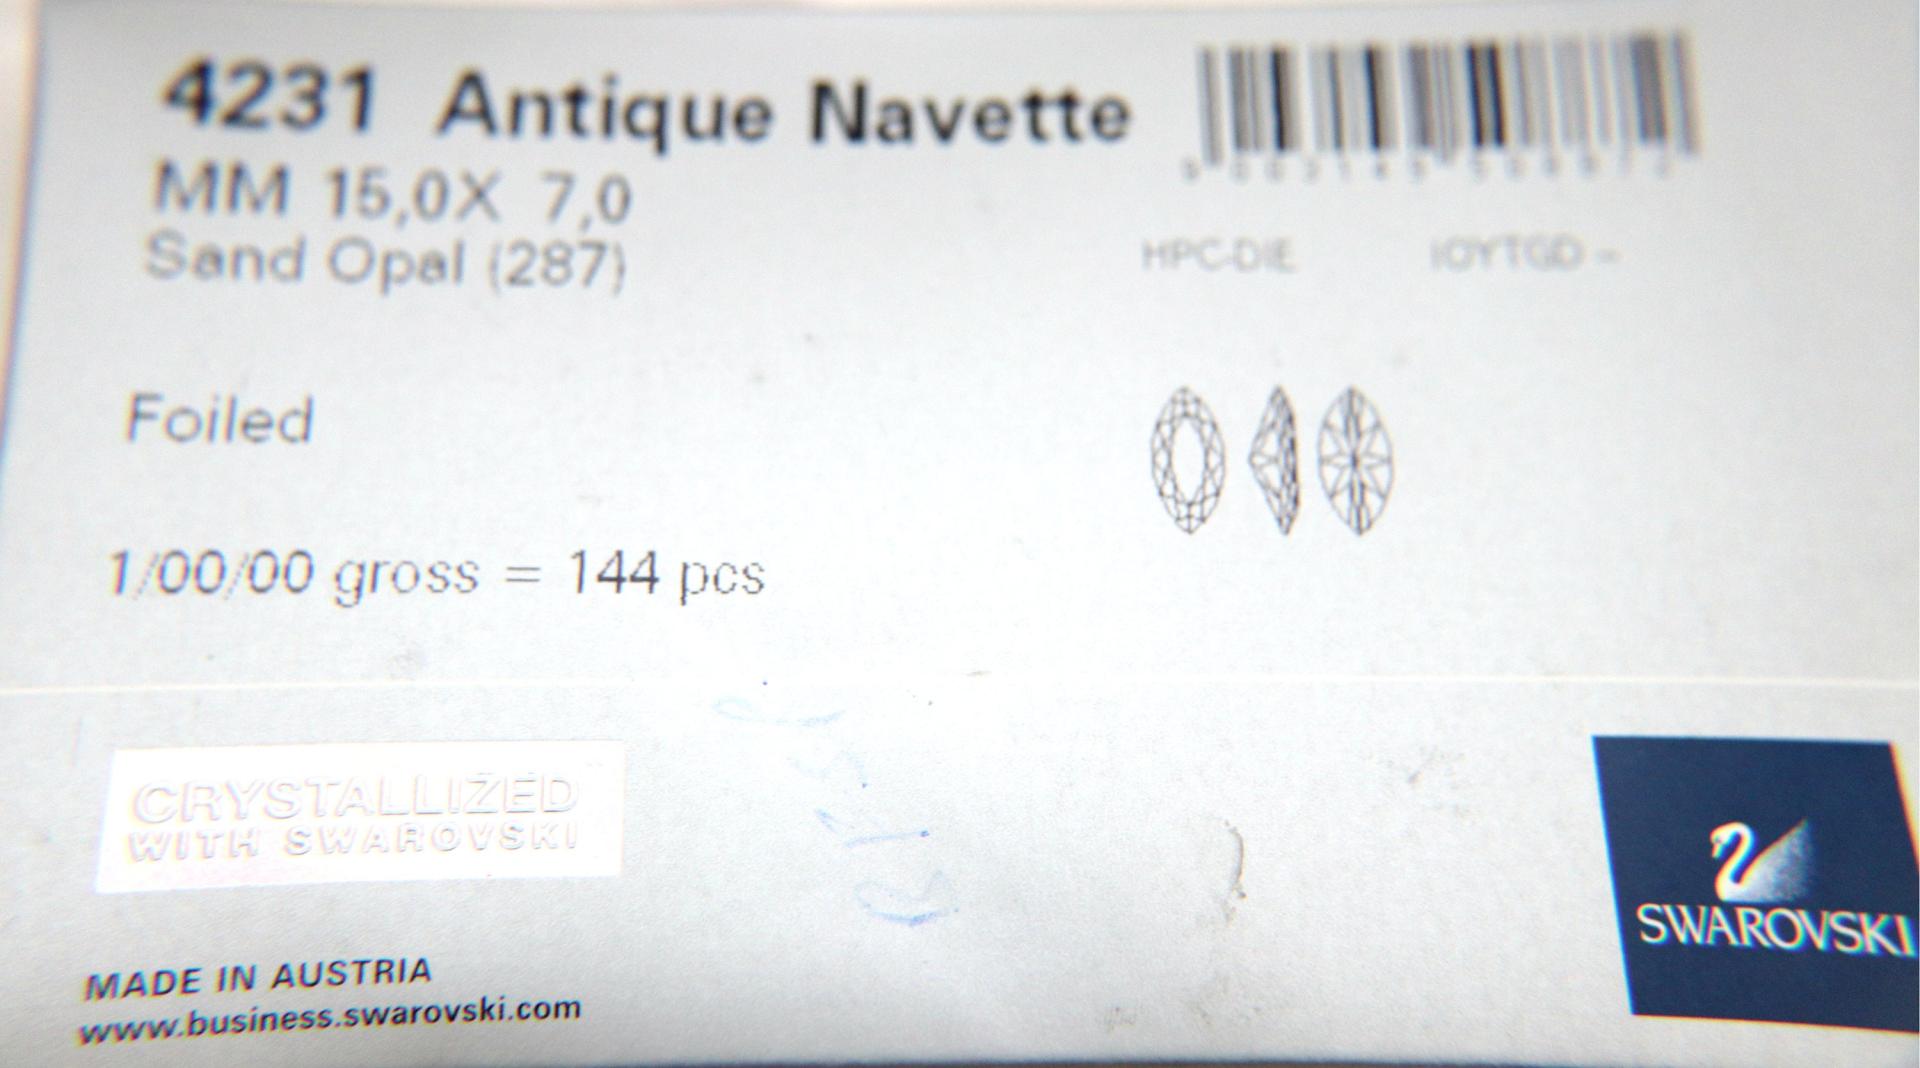 4231 Antique Navette
MM 15,0X 7,0
Sand Opal (287)
HPC-DIE IOYTGD -
Foiled
1/00/00 gross = 144 pcs
CRYSTALLIZED
WITH SWAROVSKI
SWAROVSKI
MADE IN AUSTRIA
www.business.swarovski.com